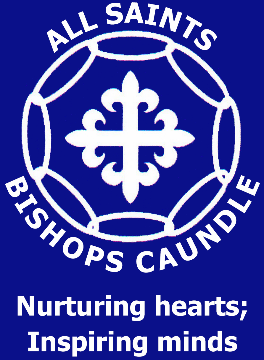 ALL SAINTS
BISHOPS CAUNDLE
Nurturing hearts;
Inspiring minds